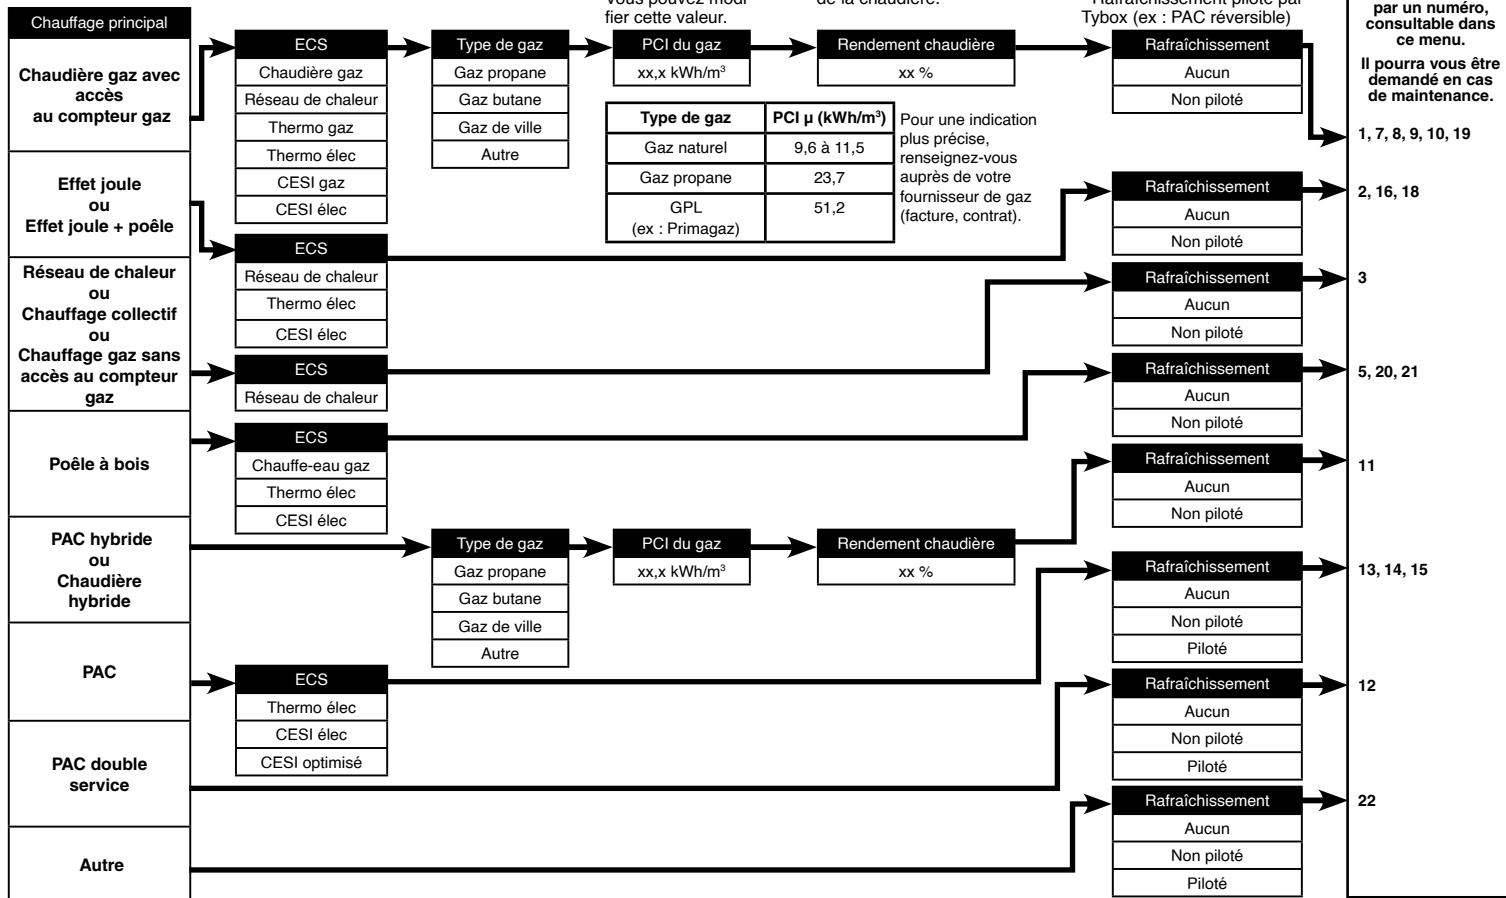 Vous pouvez modi
fier cette valeur.
de la chaudière.
Rafraîchissement piloté par
Tybox (ex : PAC réversible)
par un numéro,
consultable dans
ce menu.
Il pourra vous être
demandé en cas
de maintenance.
Chauffage principal
Chaudière gaz avec
accès
au compteur gaz
ECS
Chaudière gaz
Réseau de chaleur
Thermo gaz
Thermo élec
CESI gaz
CESI élec
Type de gaz
Gaz propane
Gaz butane
Gaz de ville
Autre
PCI du gaz
xx,x kWh/m³
Rendement chaudière
xx %
Rafraîchissement
Aucun
Non piloté
1, 7, 8, 9, 10, 19
Type de gaz PCI µ (kWh/m³)
Gaz naturel 9,6 à 11,5
Gaz propane 23,7
GPL 51,2
(ex : Primagaz)
Pour une indication
plus précise,
renseignez-vous
auprès de votre
fournisseur de gaz
(facture, contrat).
Effet joule
ou
Effet joule + poêle
ECS
Réseau de chaleur
Thermo élec
CESI élec
Rafraîchissement
Aucun
Non piloté
2, 16, 18
Réseau de chaleur
ou
Chauffage collectif
ou
Chauffage gaz sans
accès au compteur
gaz
ECS
Réseau de chaleur
Rafraîchissement
Aucun
Non piloté
3
Poêle à bois
ECS
Chauffe-eau gaz
Thermo élec
CESI élec
Rafraîchissement
Aucun
Non piloté
5, 20, 21
PAC hybride
ou
Chaudière
hybride
Type de gaz
Gaz propane
Gaz butane
Gaz de ville
Autre
PCI du gaz
xx,x kWh/m³
Rendement chaudière
xx %
Rafraîchissement
Aucun
Non piloté
11
PAC
ECS
Thermo élec
CESI élec
CESI optimisé
Rafraîchissement
Aucun
Non piloté
Piloté
13, 14, 15
PAC double
service
Rafraîchissement
Aucun
Non piloté
Piloté
12
Autre
Rafraîchissement
Aucun
Non piloté
Piloté
22